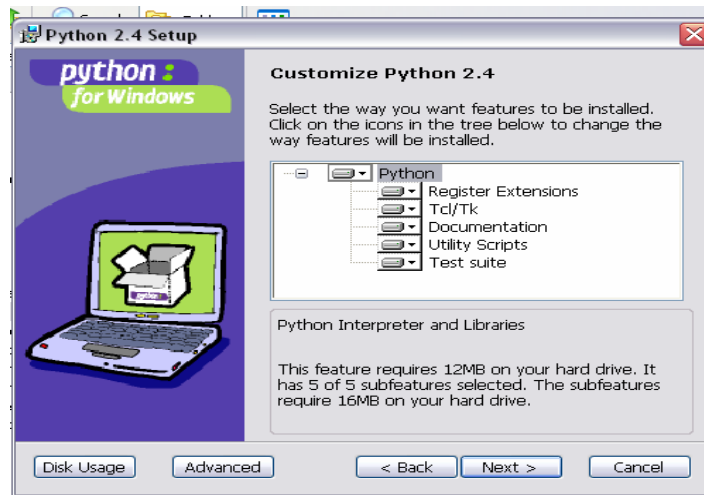 Python 2.4 Setup
python
for Windows
Customize Python 2.4
Select the way you want features to be installed.
Click on the icons in the tree below to change the
way features will be installed.
Python
Register Extensions
Tcl/Tk
Documentation
Utility Scripts
Test suite
Python Interpreter and Libraries
This feature requires 12MB on your hard drive. It
has 5 of 5 subfeatures selected. The subfeatures
require 16MB on your hard drive.
Disk Usage
Advanced
< Back
Next >
Cancel